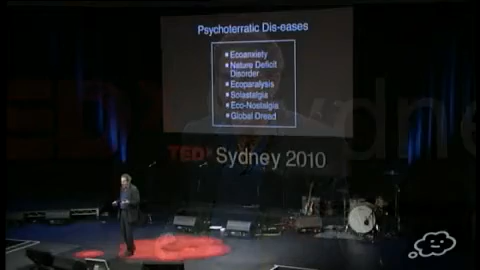 Psychoterratic Dis-eases
Ecoanxiety
Nature Deficit
Disorder
Ecoparalysis
Solastalgia
Eco-Nostalgia
Global Dread
TEDx Sydney 2010